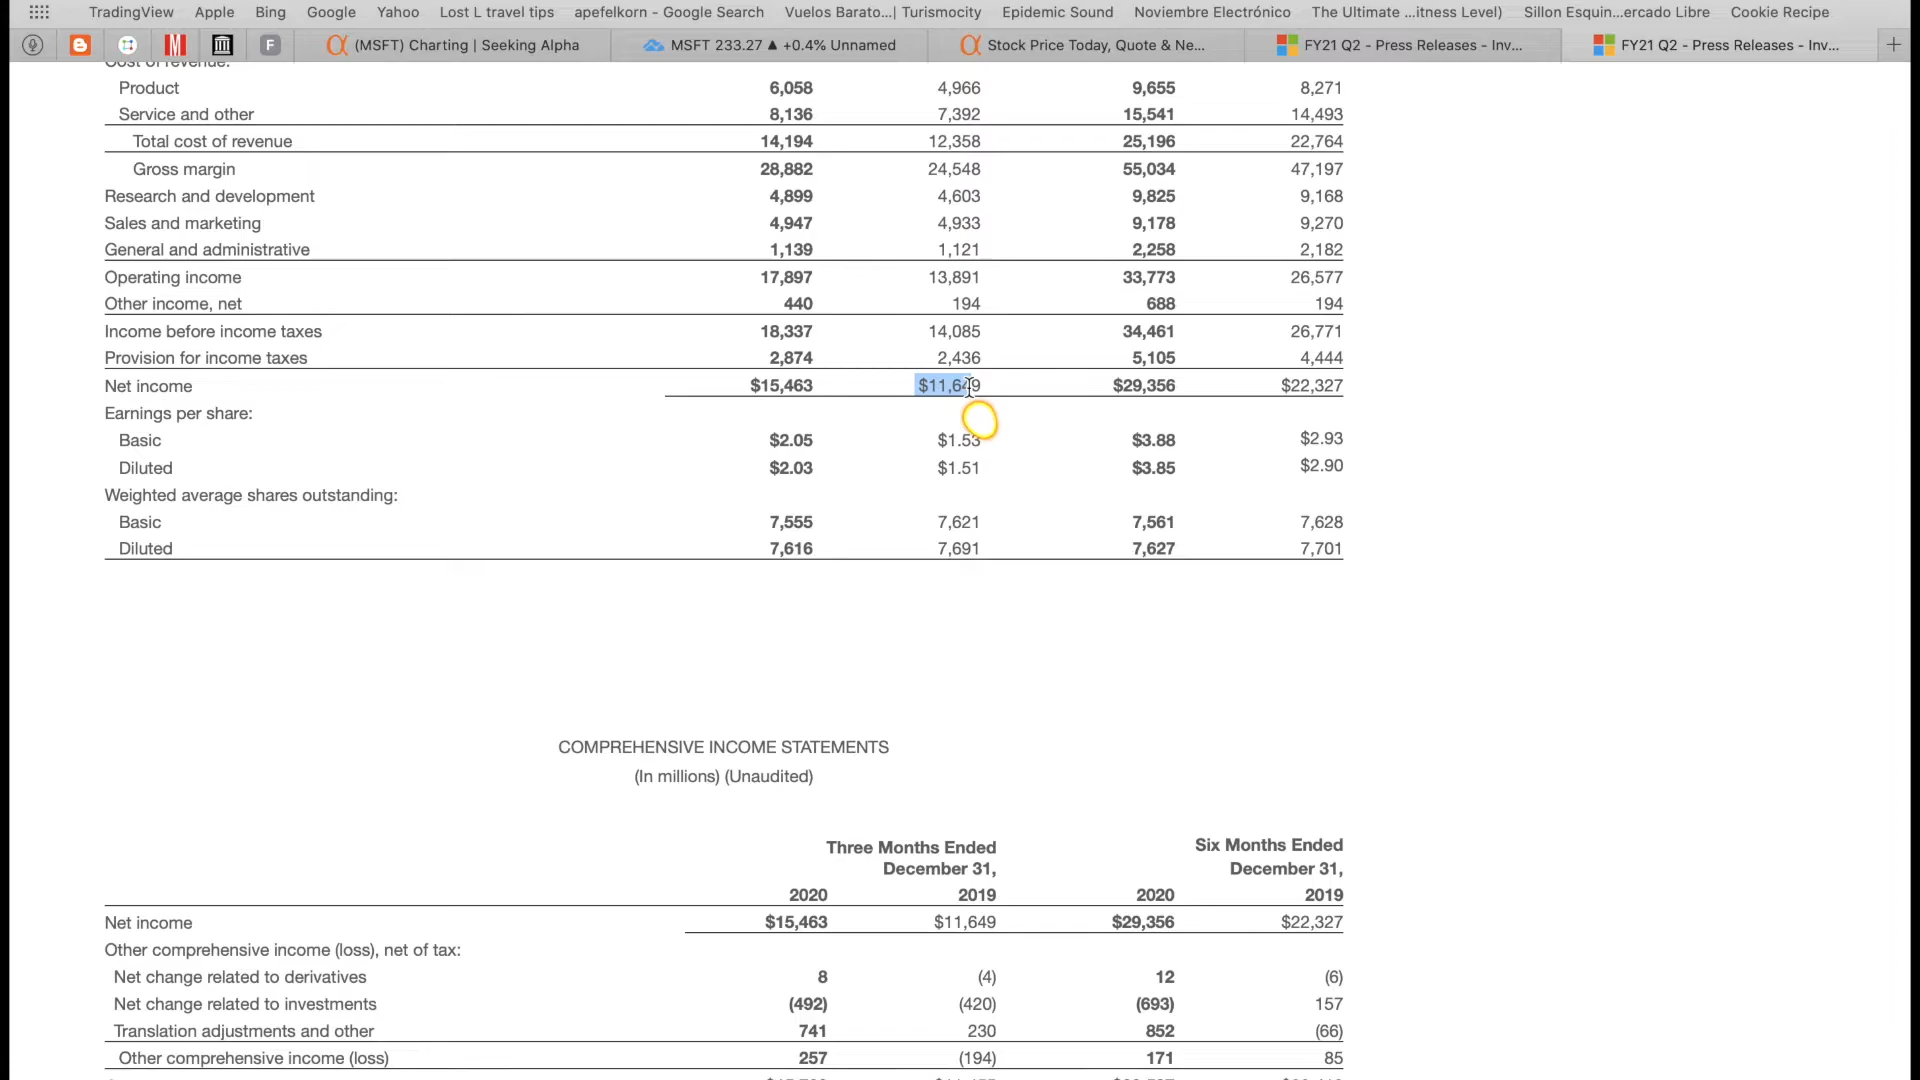 TradingView Apple Bing Google Yahoo Lost L travel tips apefelkorn - Google Search Vuelos Barato...| Turismocity Epidemic Sound Noviembre Electrónico The Ultimate ...itness Level) Sillon Esquin...ercado Libre Cookie Recipe
F (MSFT) Charting | Seeking Alpha MSFT 233.27 ▲ +0.4% Unnamed Stock Price Today, Quote & Ne... FY21 Q2 - Press Releases - Inv... FY21 Q2 - Press Releases - Inv... +
Cost of revenue:
Product 6,058 4,966 9,655 8,271
Service and other 8,136 7,392 15,541 14,493
Total cost of revenue 14,194 12,358 25,196 22,764
Gross margin 28,882 24,548 55,034 47,197
Research and development 4,899 4,603 9,825 9,168
Sales and marketing 4,947 4,933 9,178 9,270
General and administrative 1,139 1,121 2,258 2,182
Operating income 17,897 13,891 33,773 26,577
Other income, net 440 194 688 194
Income before income taxes 18,337 14,085 34,461 26,771
Provision for income taxes 2,874 2,436 5,105 4,444
Net income $15,463 $11,649 $29,356 $22,327
Earnings per share:
Basic $2.05 $1.53 $3.88 $2.93
Diluted $2.03 $1.51 $3.85 $2.90
Weighted average shares outstanding:
Basic 7,555 7,621 7,561 7,628
Diluted 7,616 7,691 7,627 7,701
COMPREHENSIVE INCOME STATEMENTS
(In millions) (Unaudited)
Three Months Ended Six Months Ended
December 31, December 31,
2020 2019 2020 2019
Net income $15,463 $11,649 $29,356 $22,327
Other comprehensive income (loss), net of tax:
Net change related to derivatives 8 (4) 12 (6)
Net change related to investments (492) (420) (693) 157
Translation adjustments and other 741 230 852 (66)
Other comprehensive income (loss) 257 (194) 171 85